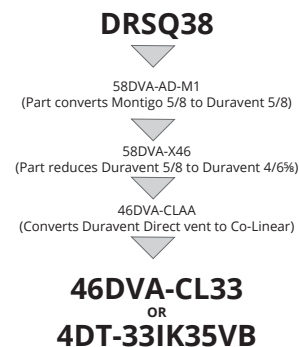 DRSQ38
58DVA-AD-M1
(Part converts Montigo 5/8 to Duravent 5/8)
58DVA-X46
(Part reduces Duravent 5/8 to Duravent 4/6⅝)
46DVA-CLAA
(Converts Duravent Direct vent to Co-Linear)
46DVA-CL33
OR
4DT-33IK35VB